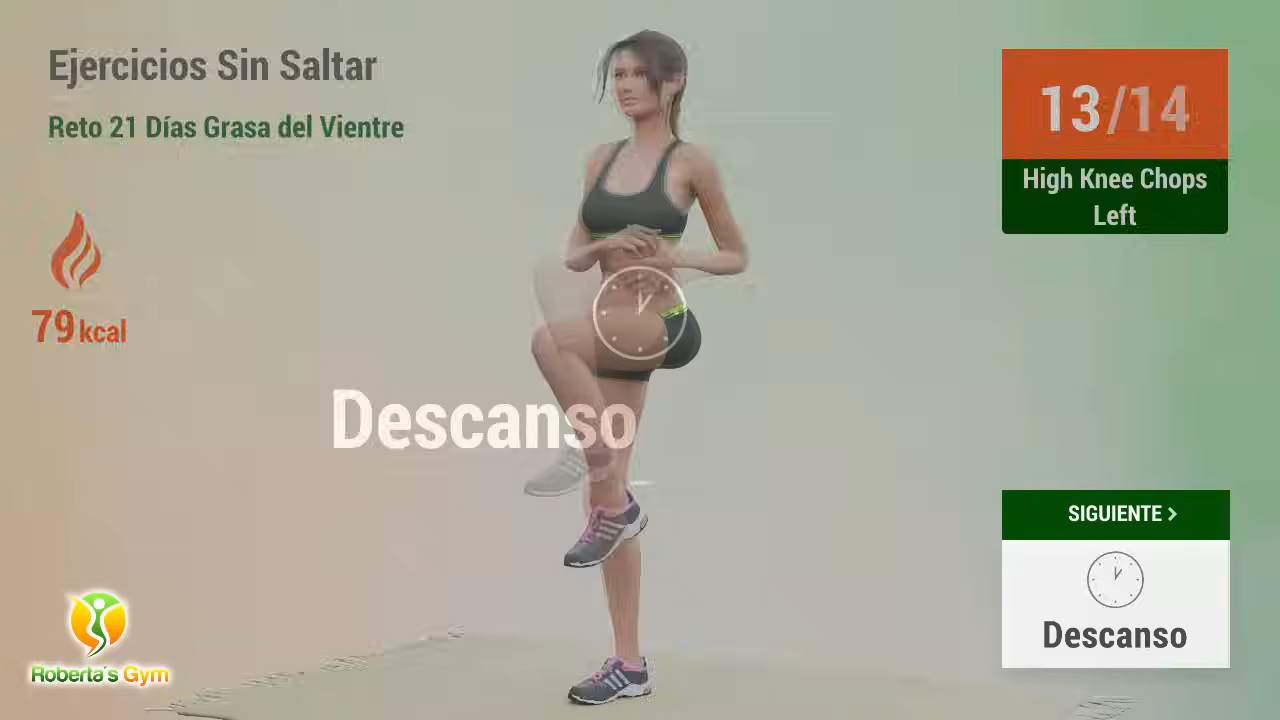 Ejercicios Sin Saltar
Reto 21 Días Grasa del Vientre
13/14
High Knee Chops
Left
79 kcal
Descanso
SIGUIENTE >
Descanso
Roberta´s Gym